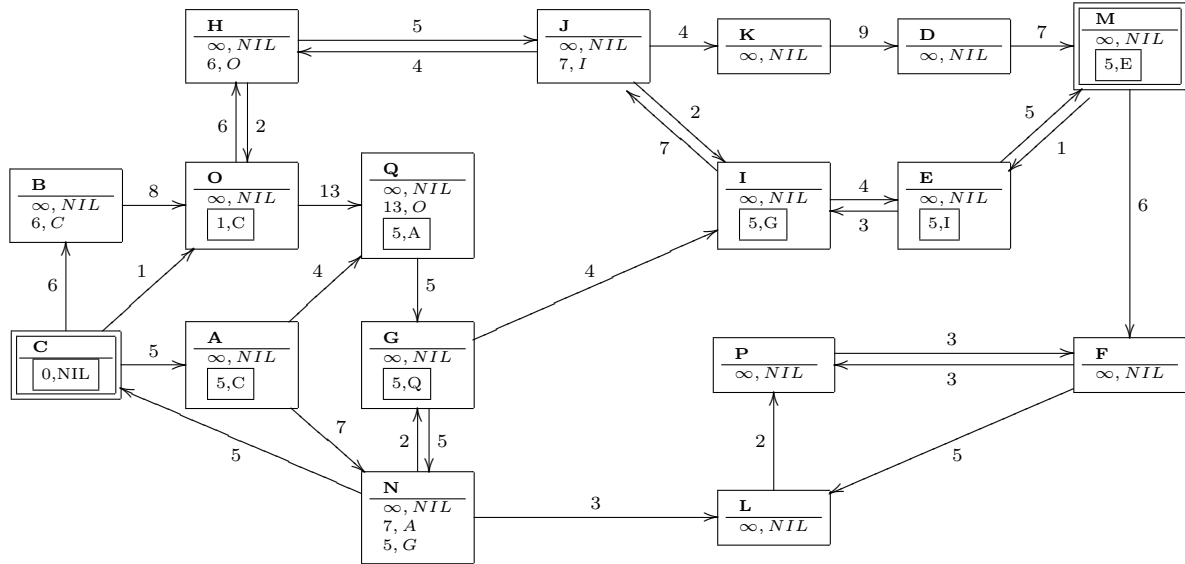 H
∞, NIL
6, O
5
4
J
∞, NIL
7, I
4
K
∞, NIL
9
D
∞, NIL
7
M
∞, NIL
5,E
6
2
2
7
5
1
6
B
∞, NIL
6, C
8
O
∞, NIL
1,C
13
Q
∞, NIL
13, O
5,A
I
∞, NIL
5,G
4
3
E
∞, NIL
5,I
6
1
4
5
4
C
0,NIL
5
A
∞, NIL
5,C
G
∞, NIL
5,Q
P
∞, NIL
3
3
F
∞, NIL
7
5
2
5
2
5
N
∞, NIL
7, A
5, G
3
L
∞, NIL